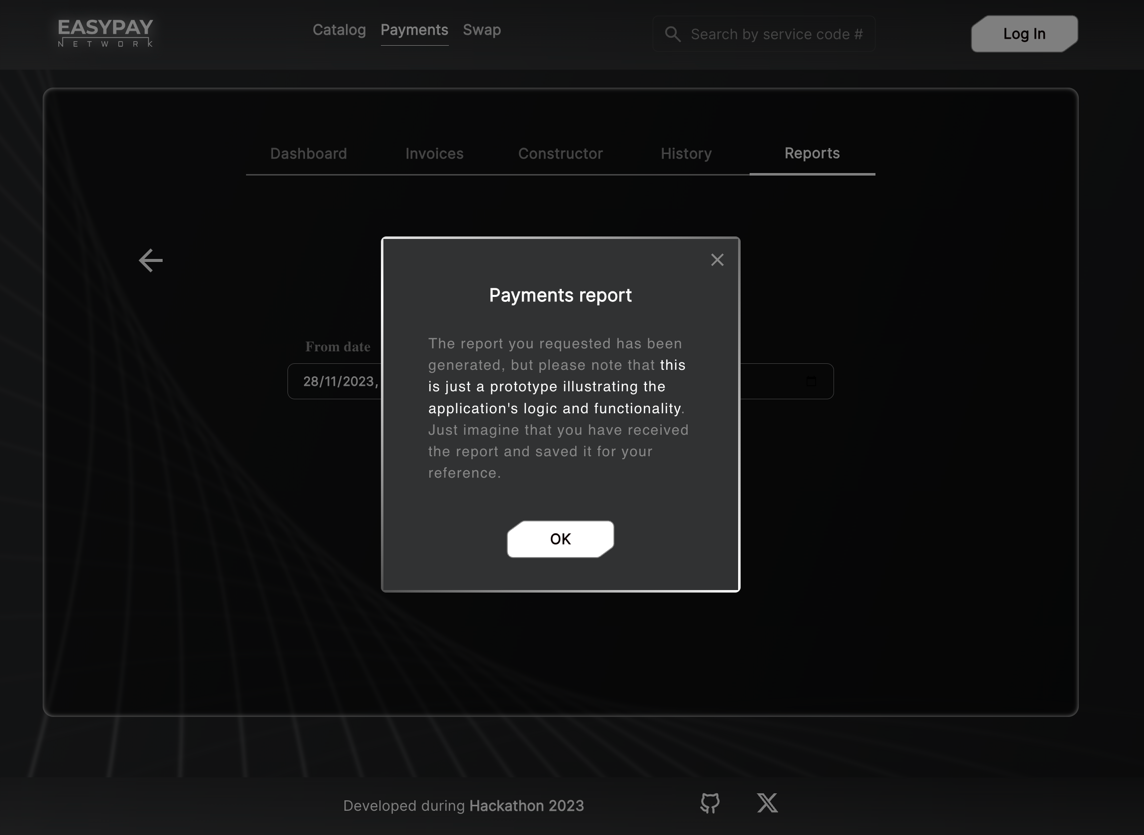 EASYPAY
NETWORK
Catalog Payments Swap
Search by service code #
Log In
Dashboard Invoices Constructor History Reports
Payments report
From date
28/11/2023,
The report you requested has been
generated, but please note that this
is just a prototype illustrating the
application's logic and functionality.
Just imagine that you have received
the report and saved it for your
reference.
OK
Developed during Hackathon 2023